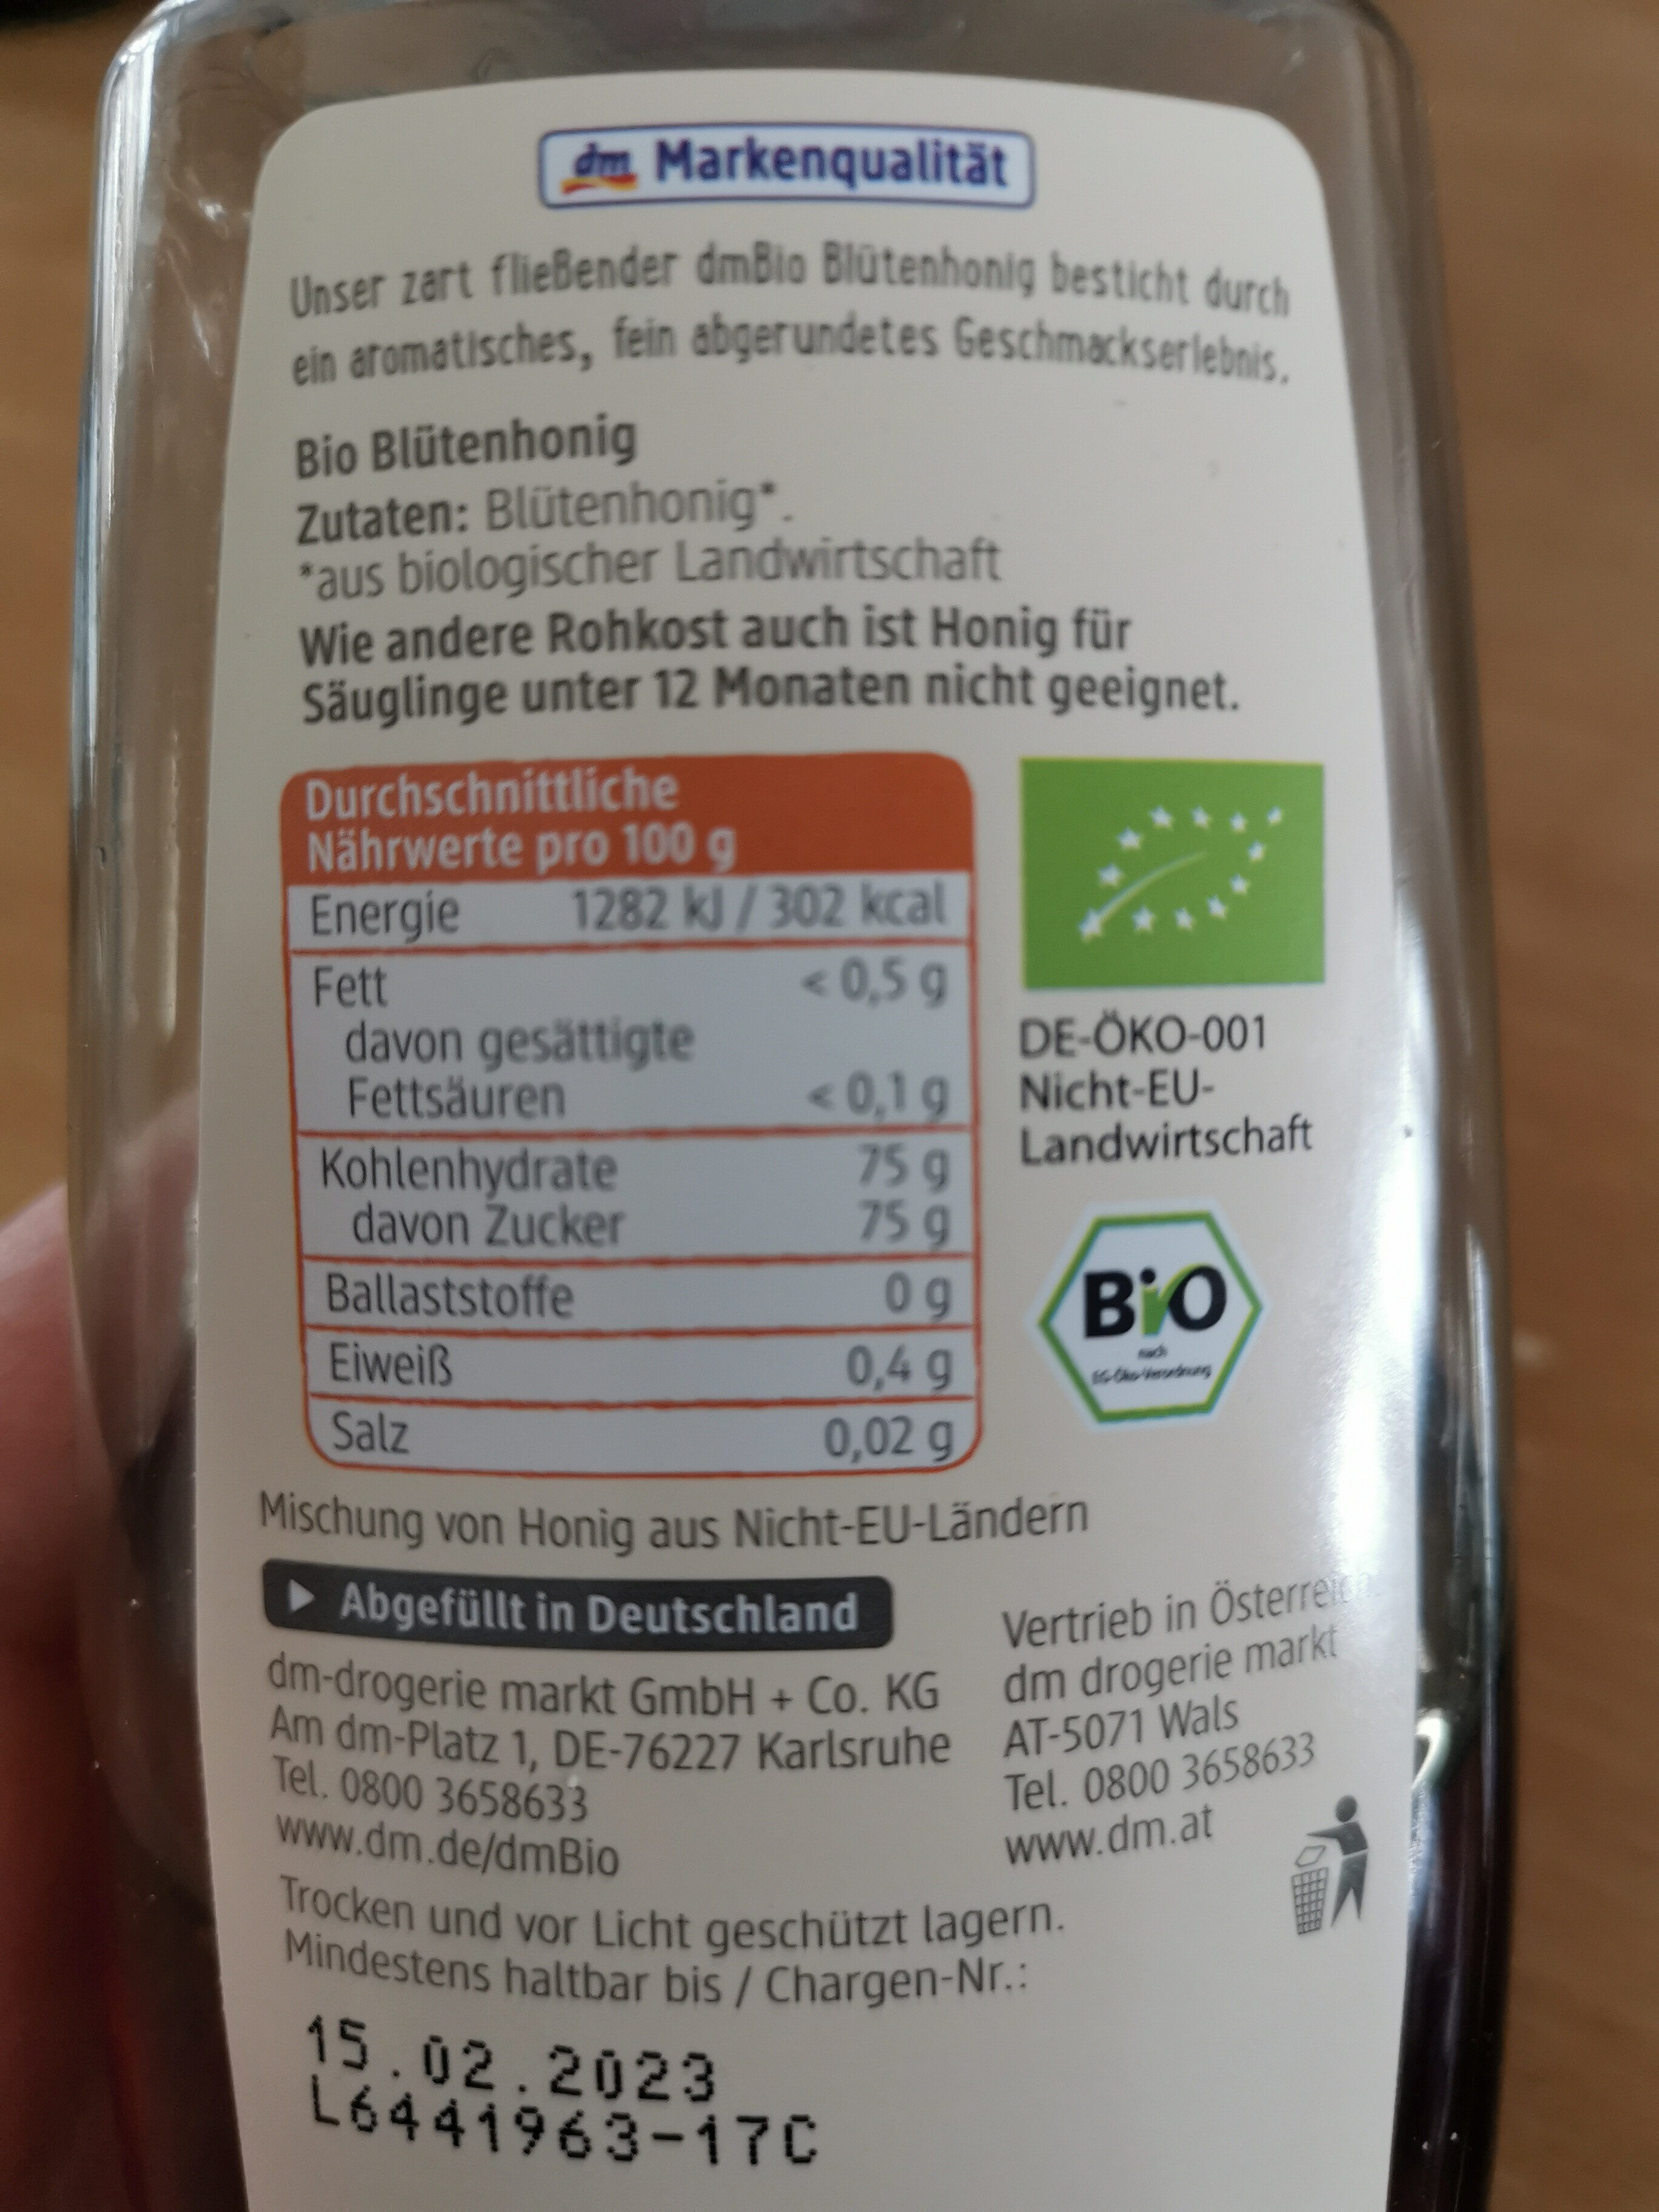 dm Markenqualität
Unser zart fließender dmBio Blütenhonig besticht durch
ein aromatisches, fein abgerundetes Geschmackserlebnis.
Bio Blütenhonig
Zutaten: Blütenhonig*.
*aus biologischer Landwirtschaft
Wie andere Rohkost auch ist Honig für
Säuglinge unter 12 Monaten nicht geeignet.
Durchschnittliche
Nährwerte pro 100 g
Energie 1282 kJ / 302 kcal
Fett < 0,5 g
davon gesättigte
Fettsäuren < 0,1 g
Kohlenhydrate 75 g
davon Zucker 75 g
Ballaststoffe 0 g
Eiweiß 0,4 g
Salz 0,02 g
DE-ÖKO-001
Nicht-EU-
Landwirtschaft
Bio
nach
EG-Öko-Verordnung
Mischung von Honig aus Nicht-EU-Ländern
Abgefüllt in Deutschland
dm-drogerie markt GmbH + Co. KG
Am dm-Platz 1, DE-76227 Karlsruhe
Tel. 0800 3658633
www.dm.de/dmBio
Vertrieb in Österreich:
dm drogerie markt
AT-5071 Wals
Tel. 0800 3658633
www.dm.at
Trocken und vor Licht geschützt lagern.
Mindestens haltbar bis / Chargen-Nr.:
15.02.2023
L6441963-17C